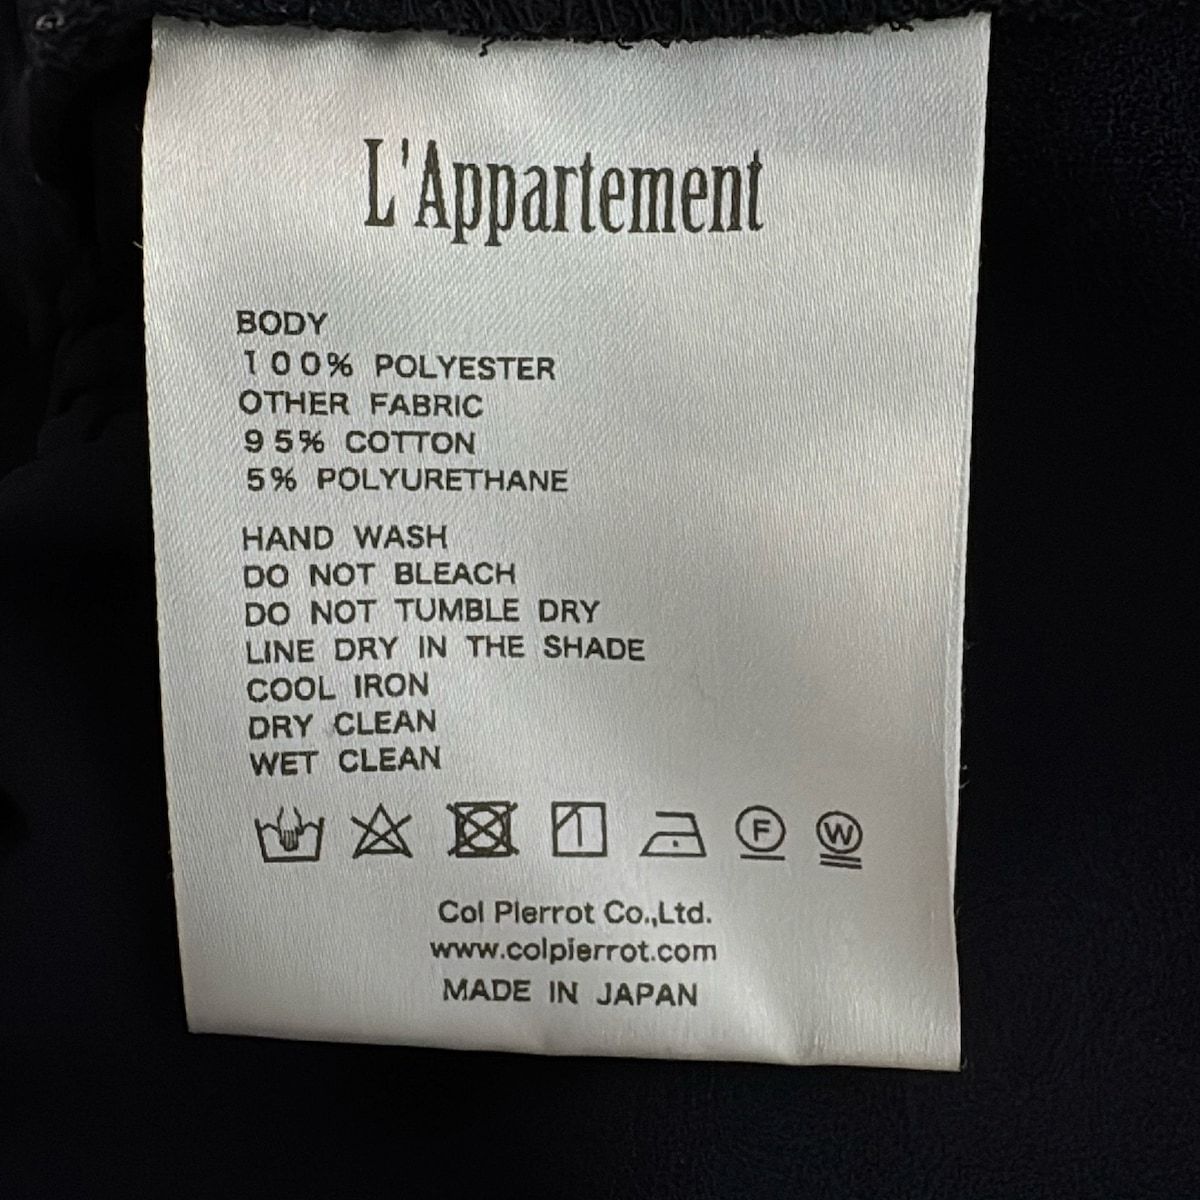 L'Appartement
BODY
100% POLYESTER
OTHER FABRIC
95% COTTON
5% POLYURETHANE
HAND WASH
DO NOT BLEACH
DO NOT TUMBLE DRY
LINE DRY IN THE SHADE
COOL IRON
DRY CLEAN
WET CLEAN
F W
Col Pierrot Co.,Ltd.
www.colpierrot.com
MADE IN JAPAN